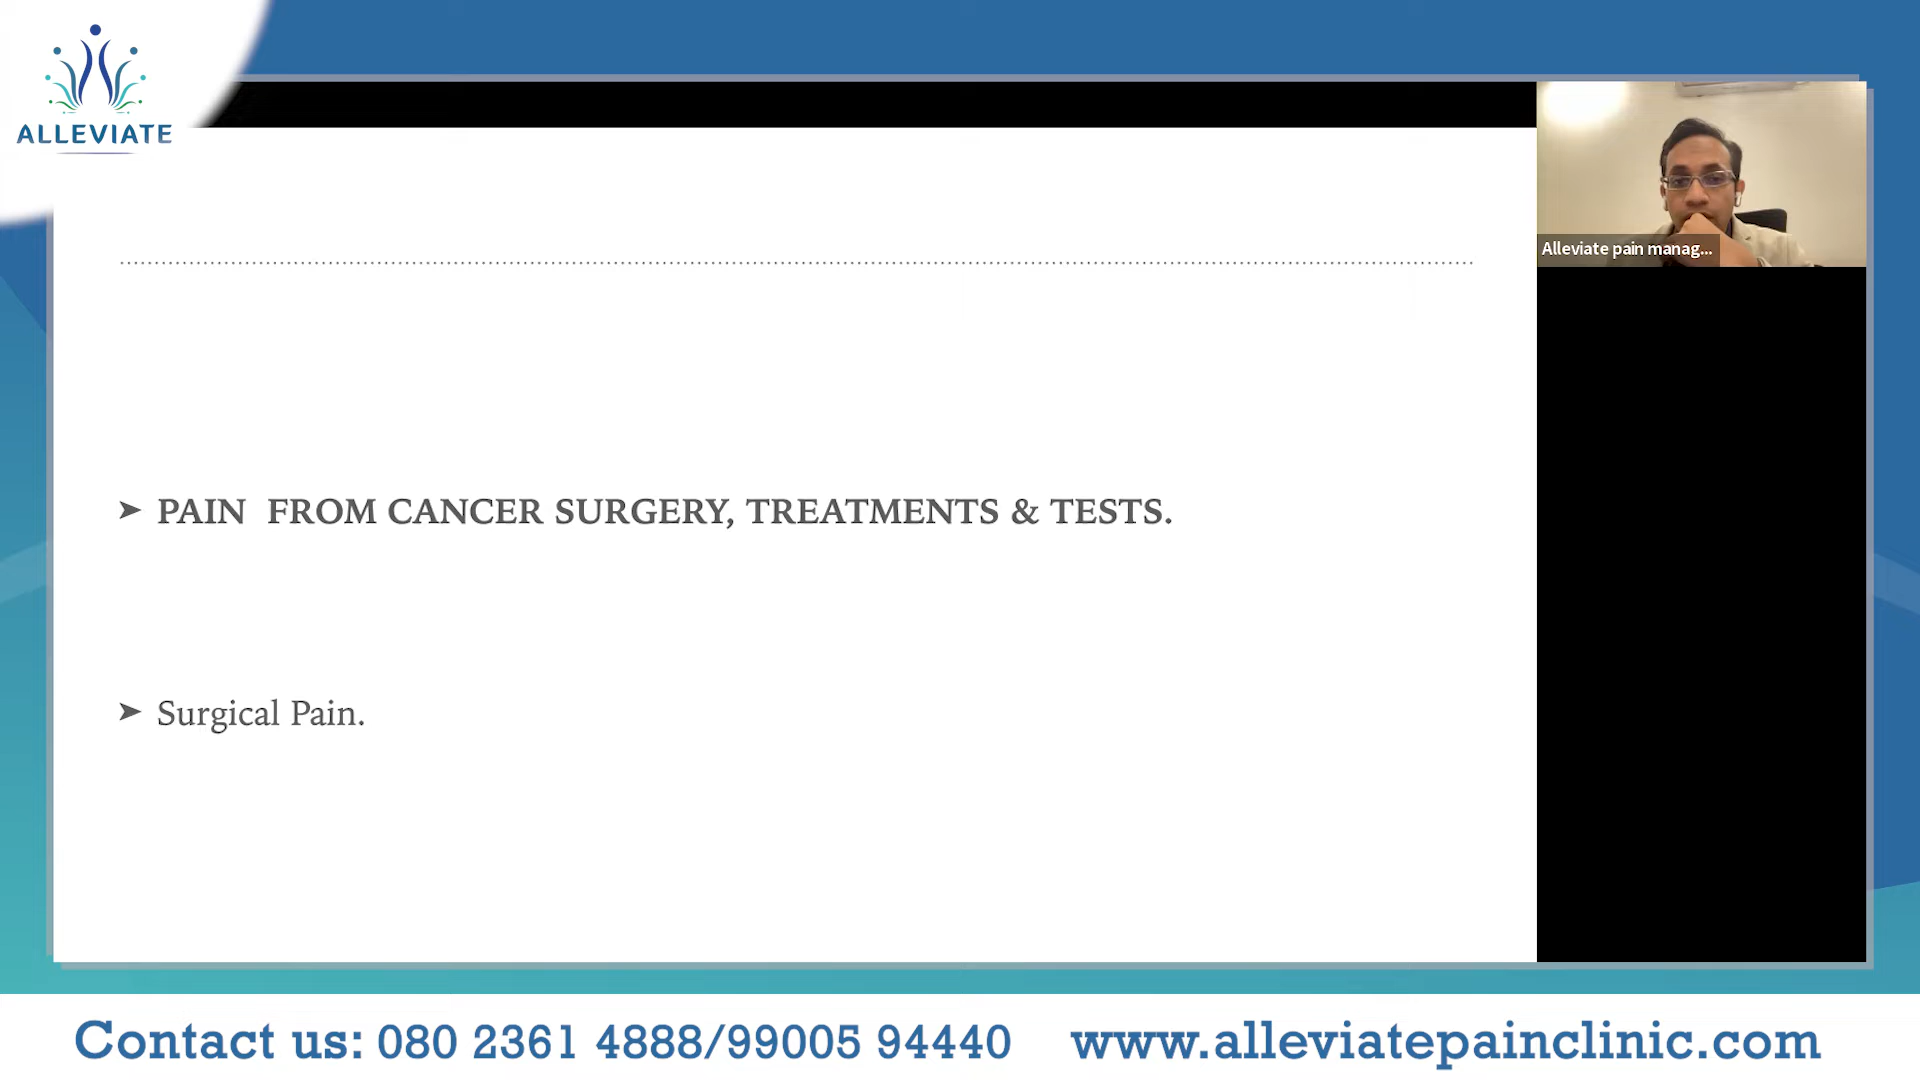 ALLEVIATE
Alleviate pain manag...
➤ PAIN FROM CANCER SURGERY, TREATMENTS & TESTS.
➤ Surgical Pain.
Contact us: 080 2361 4888/99005 94440 www.alleviatepainclinic.com